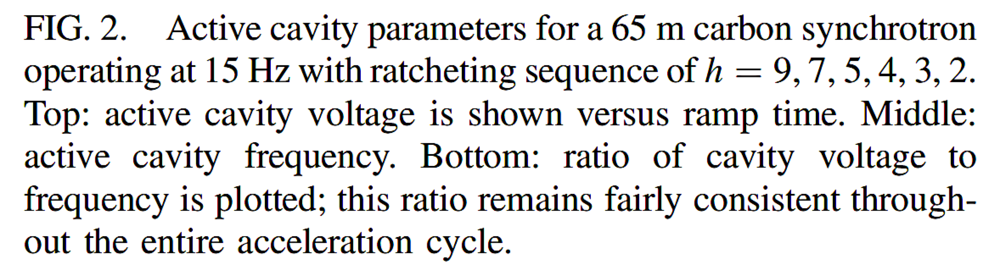 FIG. 2. Active cavity parameters for a 65 m carbon synchrotron
operating at 15 Hz with ratcheting sequence of h = 9, 7, 5, 4, 3, 2.
Top: active cavity voltage is shown versus ramp time. Middle:
active cavity frequency. Bottom: ratio of cavity voltage to
frequency is plotted; this ratio remains fairly consistent through-
out the entire acceleration cycle.